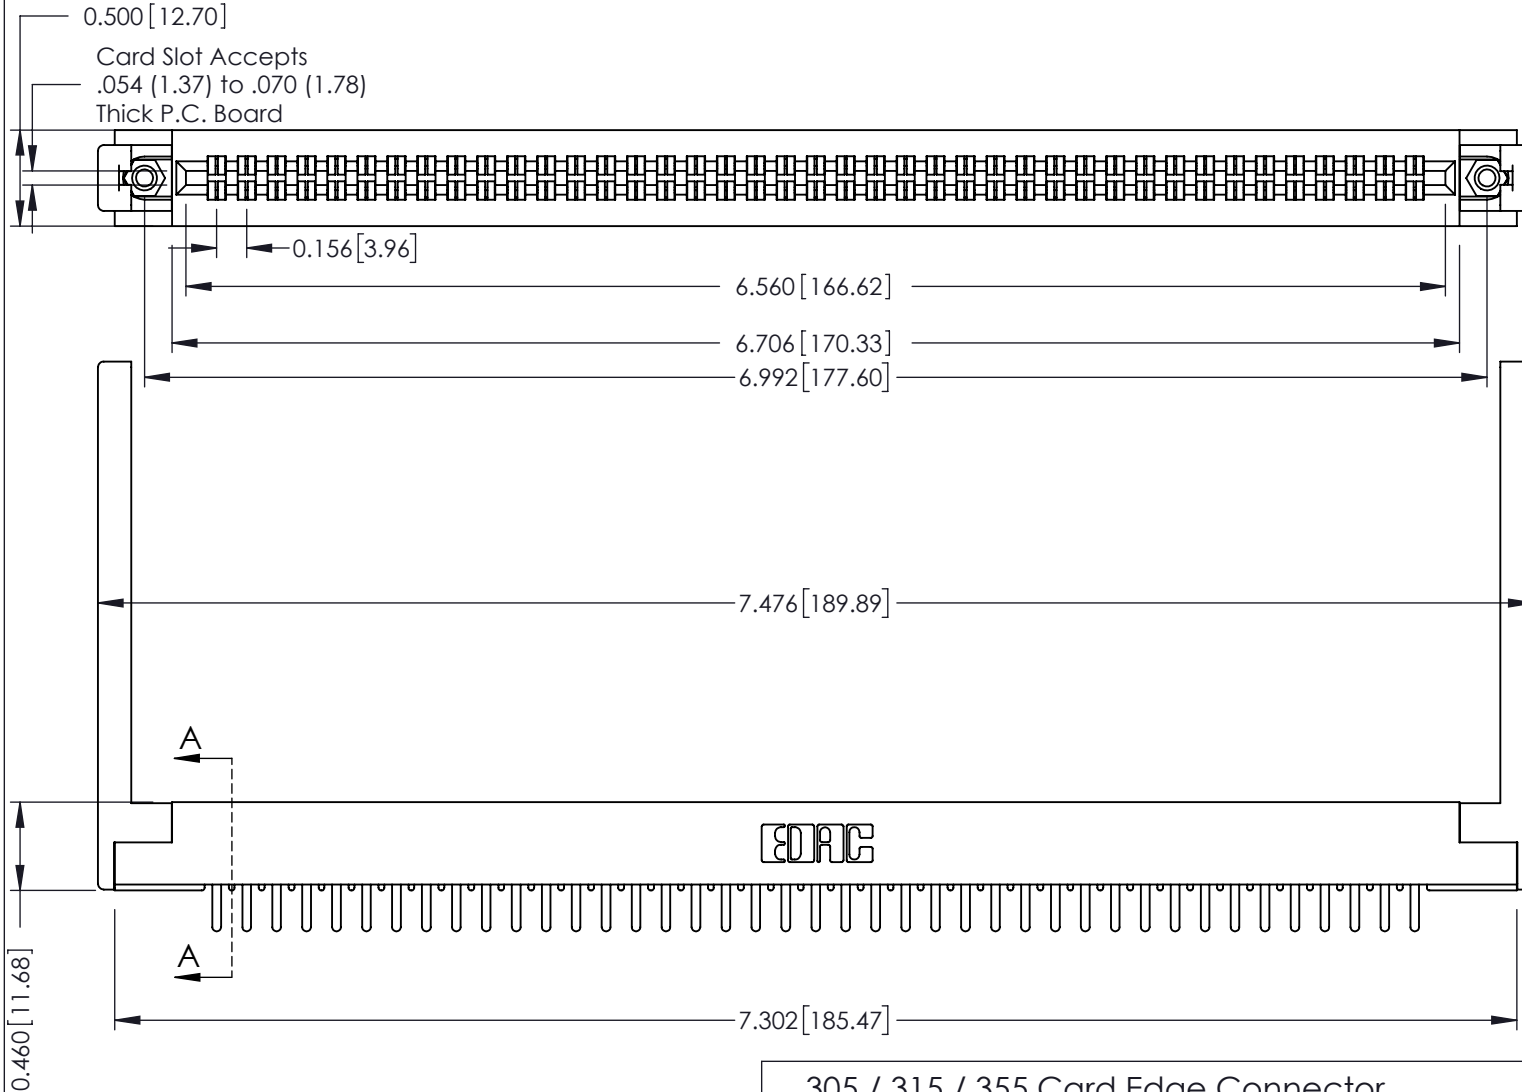 0.500[12.70]
Card Slot Accepts
.054 (1.37) to .070 (1.78)
Thick P.C. Board
0.156[3.96]
6.560[166.62]
6.706[170.33]
6.992[177.60]
7.476[189.89]
A
EDAC
A
0.460[11.68]
7.302[185.47]
305 / 315 / 355 Card Edge Connector